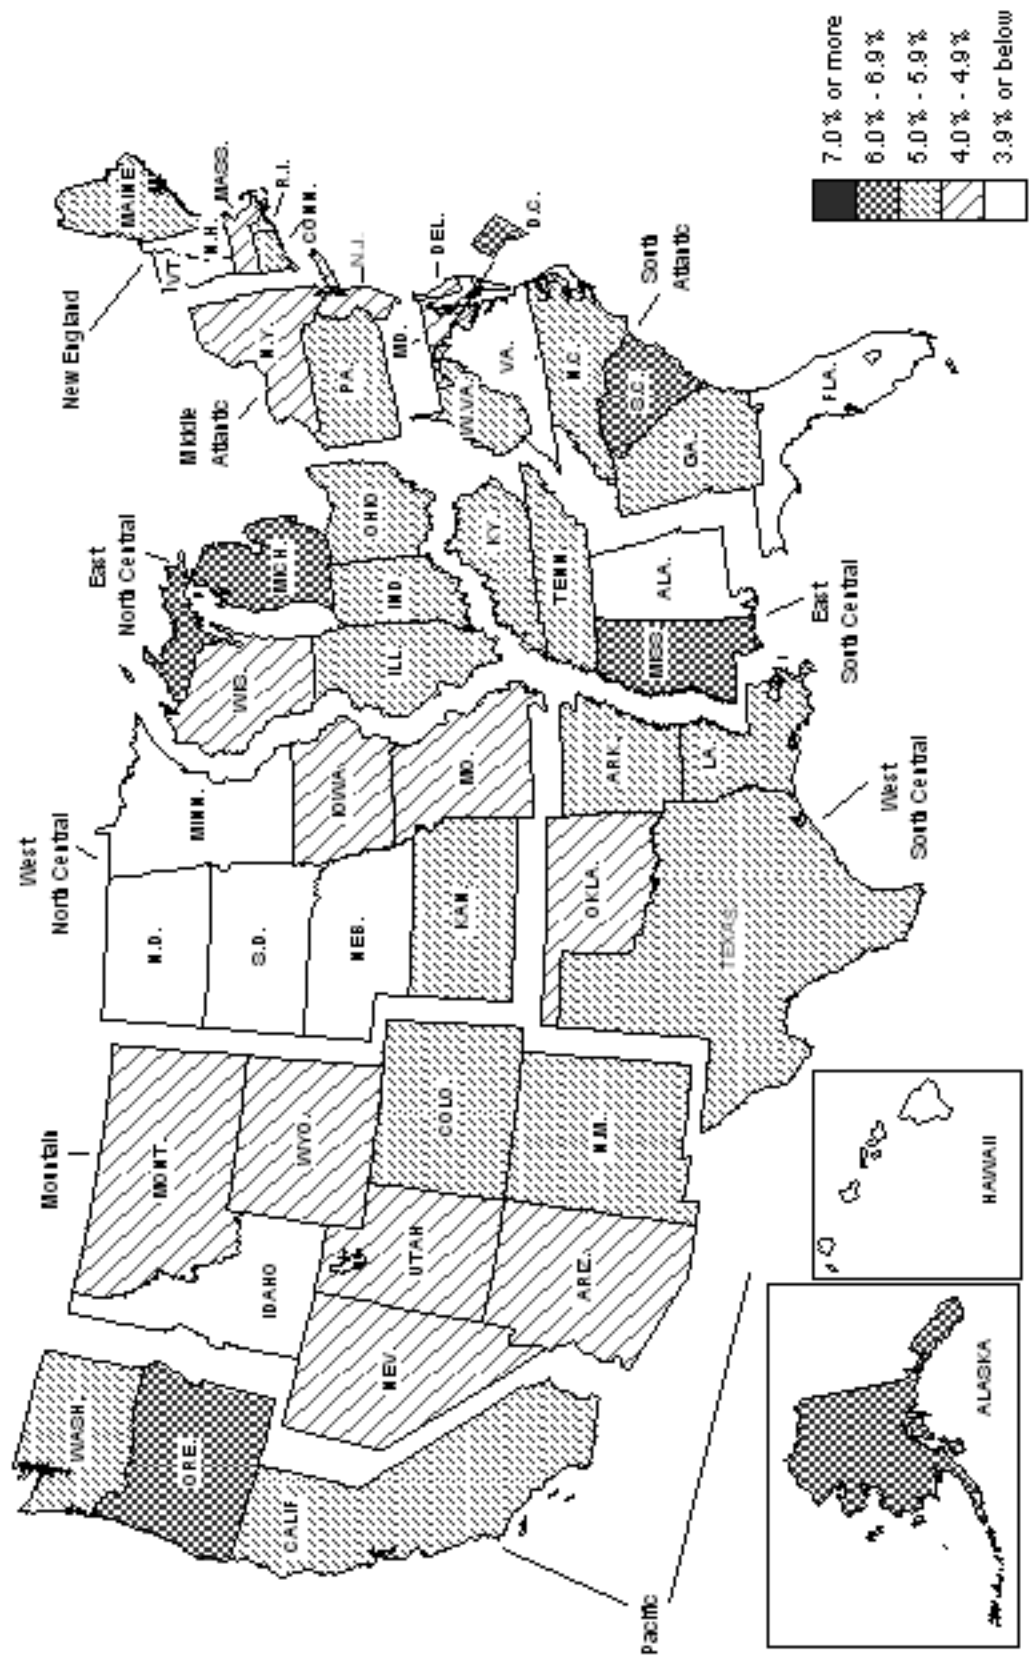 New England
Middle
Atlantic
East
North Central
West
North Central
Mountain
Pacific
South
Atlantic
East
South Central
West
South Central
WASH.
ORE.
CALIF
NEV.
IDAHO
MONT.
WYO.
UTAH
ARIZ.
COLO
N.M.
N.D.
S.D.
NEB.
KAN
MINN.
IOWA
MO.
OKLA.
TEXAS
ARK.
LA.
WIS.
MICH.
ILL
IND
OHIO
KY.
TENN
MISS
ALA.
GA.
FLA.
S.C.
N.C.
VA.
W.VA.
MD.
DEL.
D.C.
PA.
N.J.
N.Y.
CONN.
R.I.
MASS.
VT.
N.H.
MAINE
ALASKA
HAWAII
7.0% or more
6.0% - 6.9%
5.0% - 5.9%
4.0% - 4.9%
3.9% or below